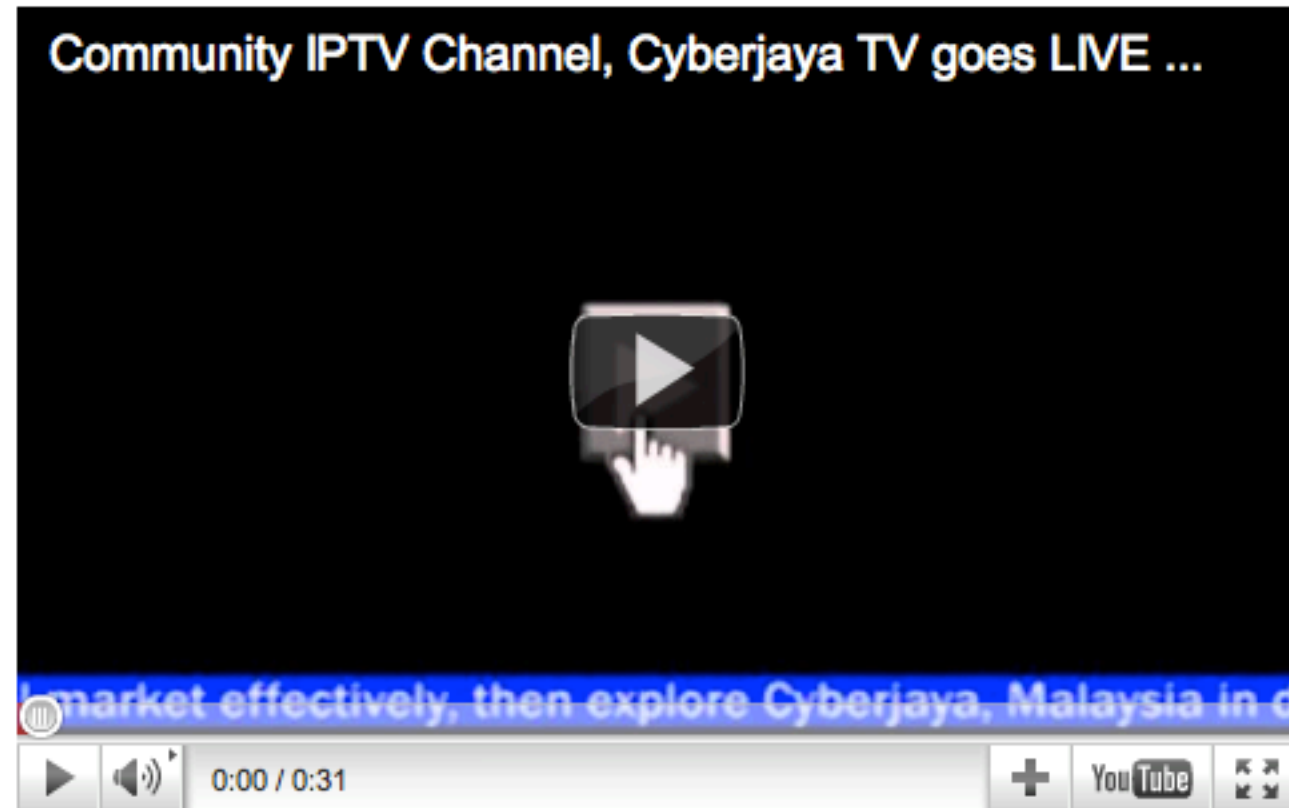 Community IPTV Channel, Cyberjaya TV goes LIVE ...
market effectively, then explore Cyberjaya, Malaysia in
0:00 / 0:31
YouTube